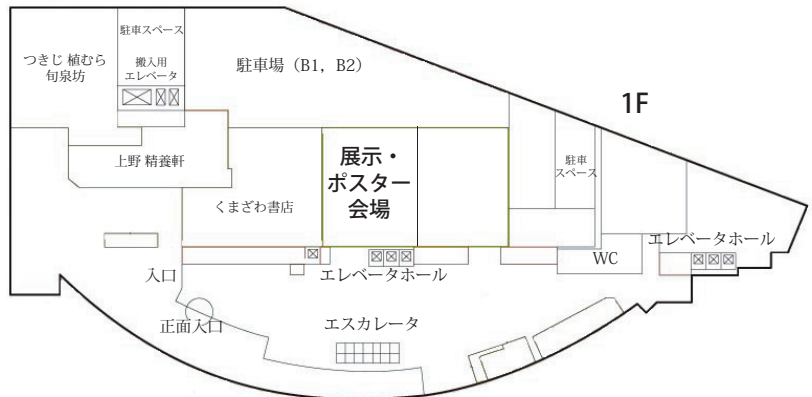 駐車スペース
つきじ 植むら
旬泉坊
搬入用
エレベータ
駐車場（B1，B2）
1F
上野 精養軒
展示・
ポスター
会場
駐車
スペース
くまざわ書店
エレベータホール
WC
入口
エレベータホール
正面入口
エスカレータ